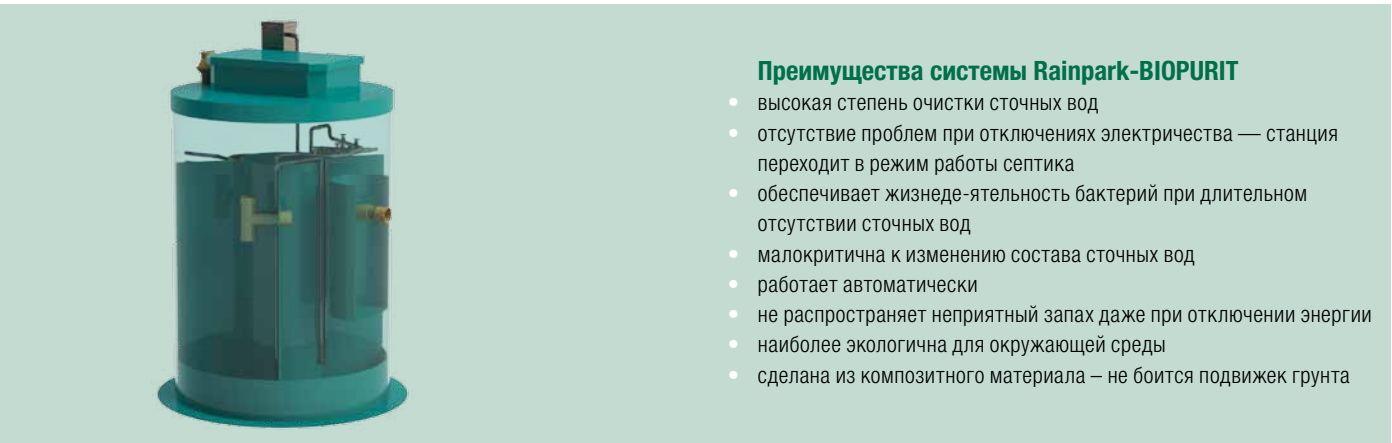 Преимущества системы Rainpark-BIOPURIT
• высокая степень очистки сточных вод
• отсутствие проблем при отключениях электричества — станция
переходит в режим работы септика
• обеспечивает жизнеде-ятельность бактерий при длительном
отсутствии сточных вод
• малокритична к изменению состава сточных вод
• работает автоматически
• не распространяет неприятный запах даже при отключении энергии
• наиболее экологична для окружающей среды
• сделана из композитного материала – не боится подвижек грунта